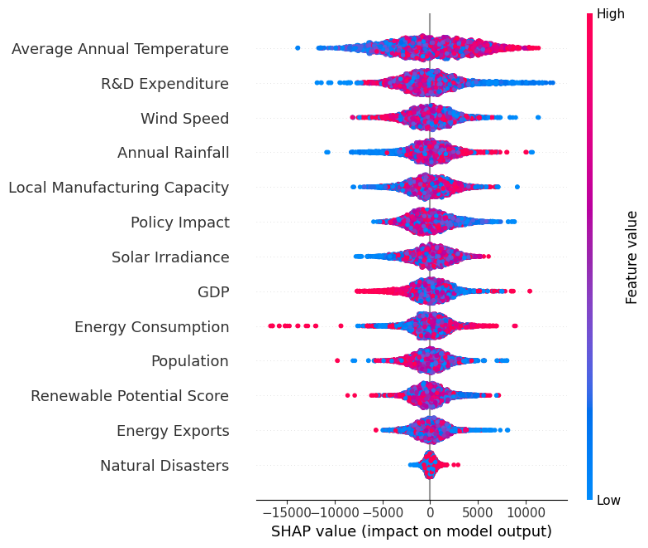 High
Average Annual Temperature
R&D Expenditure
Wind Speed
Annual Rainfall
Local Manufacturing Capacity
Policy Impact
Solar Irradiance
GDP
Energy Consumption
Population
Renewable Potential Score
Energy Exports
Natural Disasters
Feature value
Low
−15000 −10000 −5000 0 5000 10000
SHAP value (impact on model output)